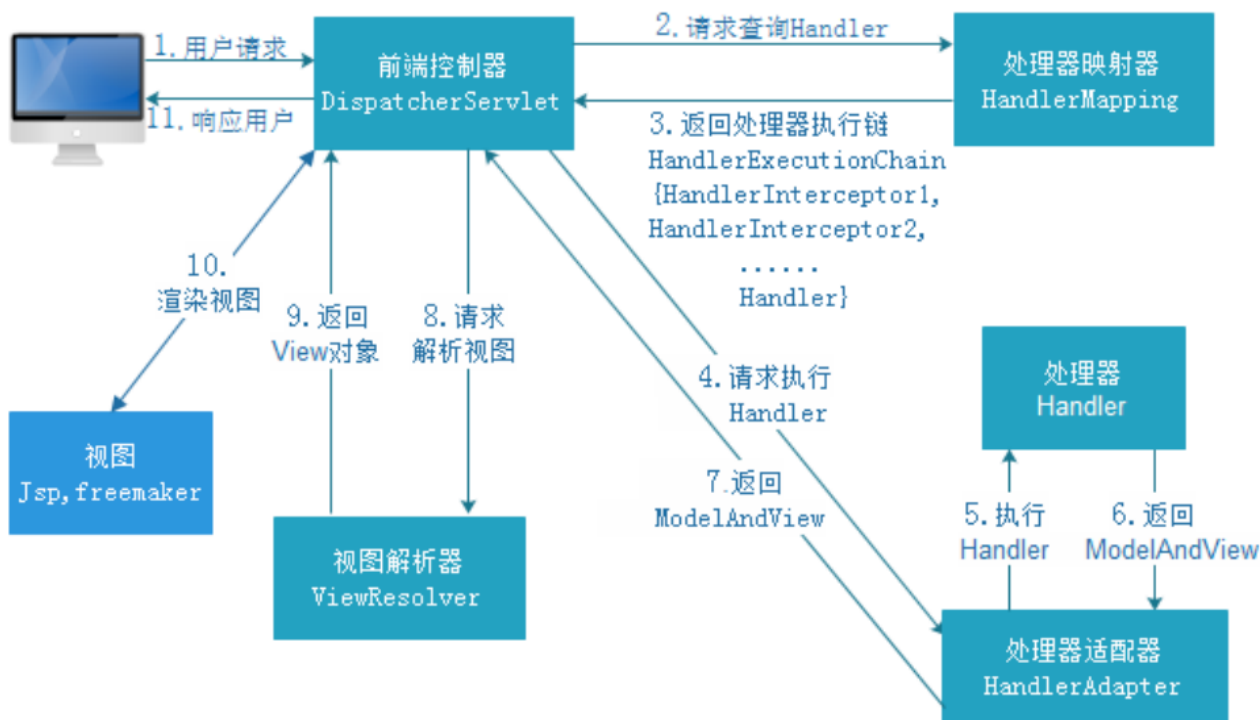 1.用户请求
11.响应用户
前端控制器
DispatcherServlet
2.请求查询Handler
处理器映射器
HandlerMapping
3.返回处理器执行链
HandlerExecutionChain
{HandlerInterceptor1,
HandlerInterceptor2,
......
Handler}
10.
渲染视图
9.返回
View对象
8.请求
解析视图
4.请求执行
Handler
处理器
Handler
视图
Jsp,freemaker
7.返回
ModelAndView
5.执行
Handler
6.返回
ModelAndView
视图解析器
ViewResolver
处理器适配器
HandlerAdapter